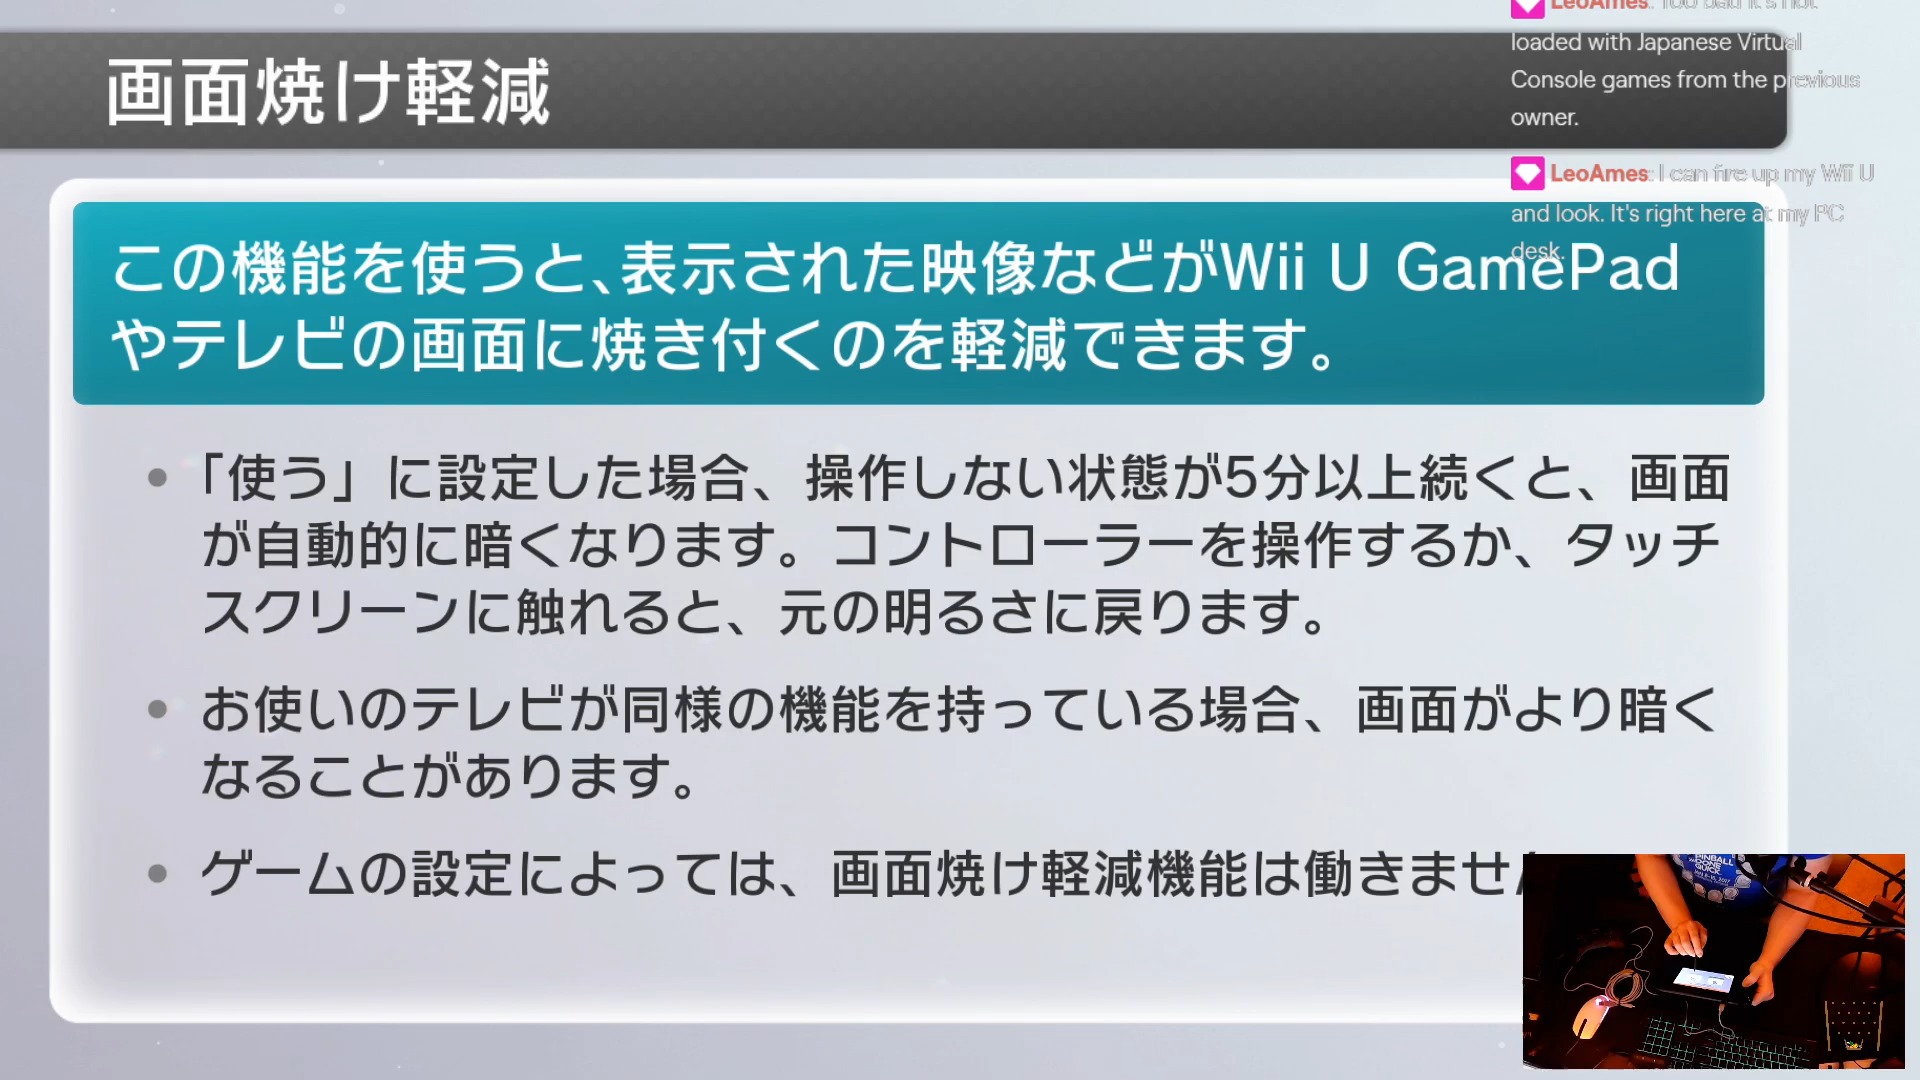 画面焼け軽減
この機能を使うと、表示された映像などがWii U GamePad
やテレビの画面に焼き付くのを軽減できます。
「使う」に設定した場合、操作しない状態が5分以上続くと、画面
が自動的に暗くなります。コントローラーを操作するか、タッチ
スクリーンに触れると、元の明るさに戻ります。
お使いのテレビが同様の機能を持っている場合、画面がより暗く
なることがあります。
ゲームの設定によっては、画面焼け軽減機能は働きませ
LeoAmes: Too bad it's not
loaded with Japanese Virtual
Console games from the previous
owner.
LeoAmes: I can fire up my Wii U
and look. It's right here at my PC
desk.
PINBALL
DONE
QUICK